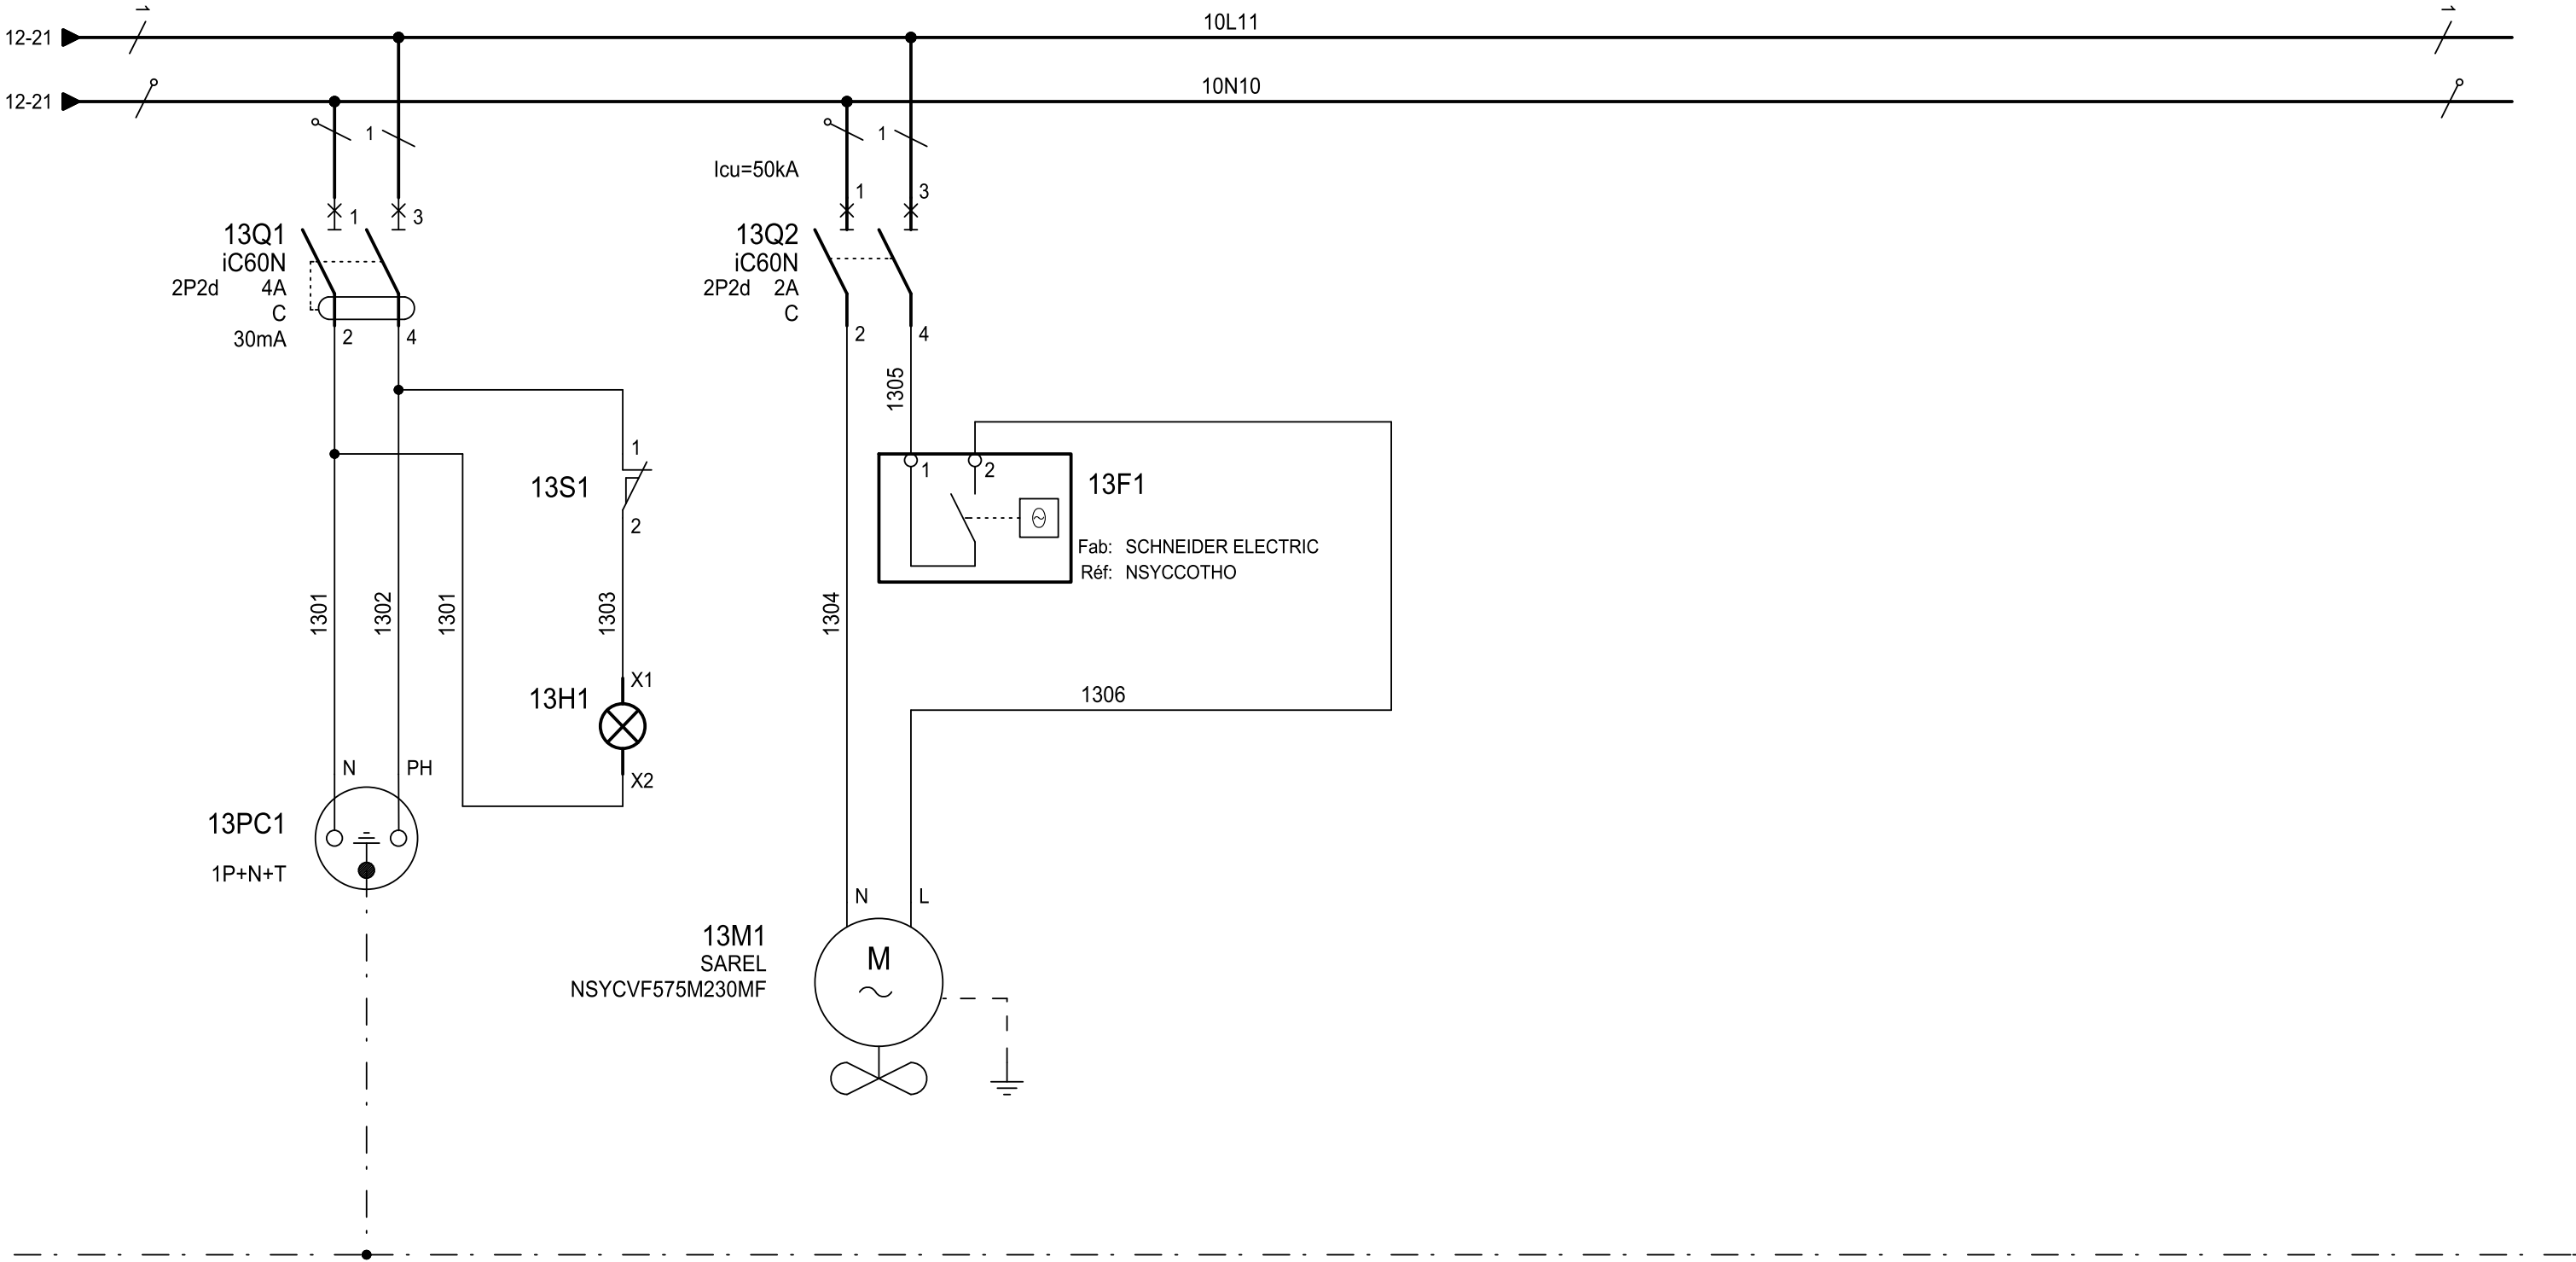 1
1
12-21
10L11
12-21
10N10
1
1
Icu=50kA
1
3
1
3
13Q1
iC60N
2P2d 4A
C
30mA
2
4
13Q2
iC60N
2P2d 2A
C
2
4
1305
1
13S1
2
1
2
13F1
Fab: SCHNEIDER ELECTRIC
Réf: NSYCCOTHO
1301
1302
1301
1303
1304
X1
13H1
X2
1306
N
PH
13PC1
1P+N+T
N
L
13M1
SAREL
NSYCVF575M230MF
M